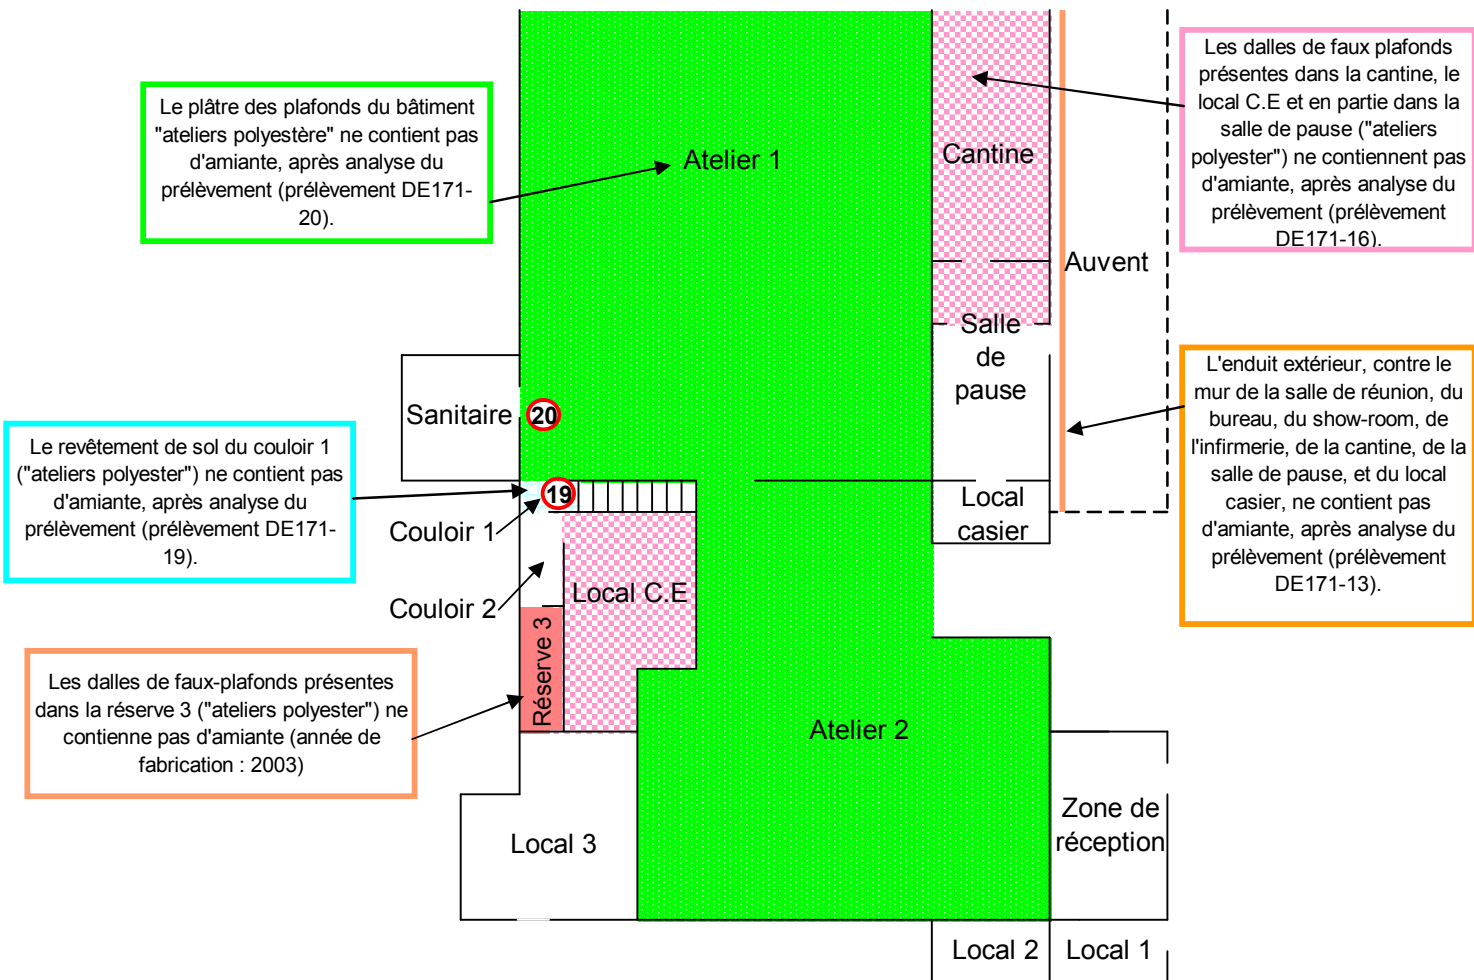 Le plâtre des plafonds du bâtiment
"ateliers polyestère" ne contient pas
d'amiante, après analyse du
prélèvement (prélèvement DE171-
20).
Les dalles de faux plafonds
présentes dans la cantine, le
local C.E et en partie dans la
salle de pause ("ateliers
polyester") ne contiennent pas
d'amiante, après analyse du
prélèvement (prélèvement
DE171-16).
Atelier 1
Cantine
Auvent
Salle
de
pause
Sanitaire
20
L'enduit extérieur, contre le
mur de la salle de réunion, du
bureau, du show-room, de
l'infirmerie, de la cantine, de la
salle de pause, et du local
casier, ne contient pas
d'amiante, après analyse du
prélèvement (prélèvement
DE171-13).
Le revêtement de sol du couloir 1
("ateliers polyester") ne contient pas
d'amiante, après analyse du
prélèvement (prélèvement DE171-
19).
19
Couloir 1
Local
casier
Couloir 2
Local C.E
Réserve 3
Les dalles de faux-plafonds présentes
dans la réserve 3 ("ateliers polyester") ne
contienne pas d'amiante (année de
fabrication : 2003)
Atelier 2
Local 3
Zone de
réception
Local 2
Local 1